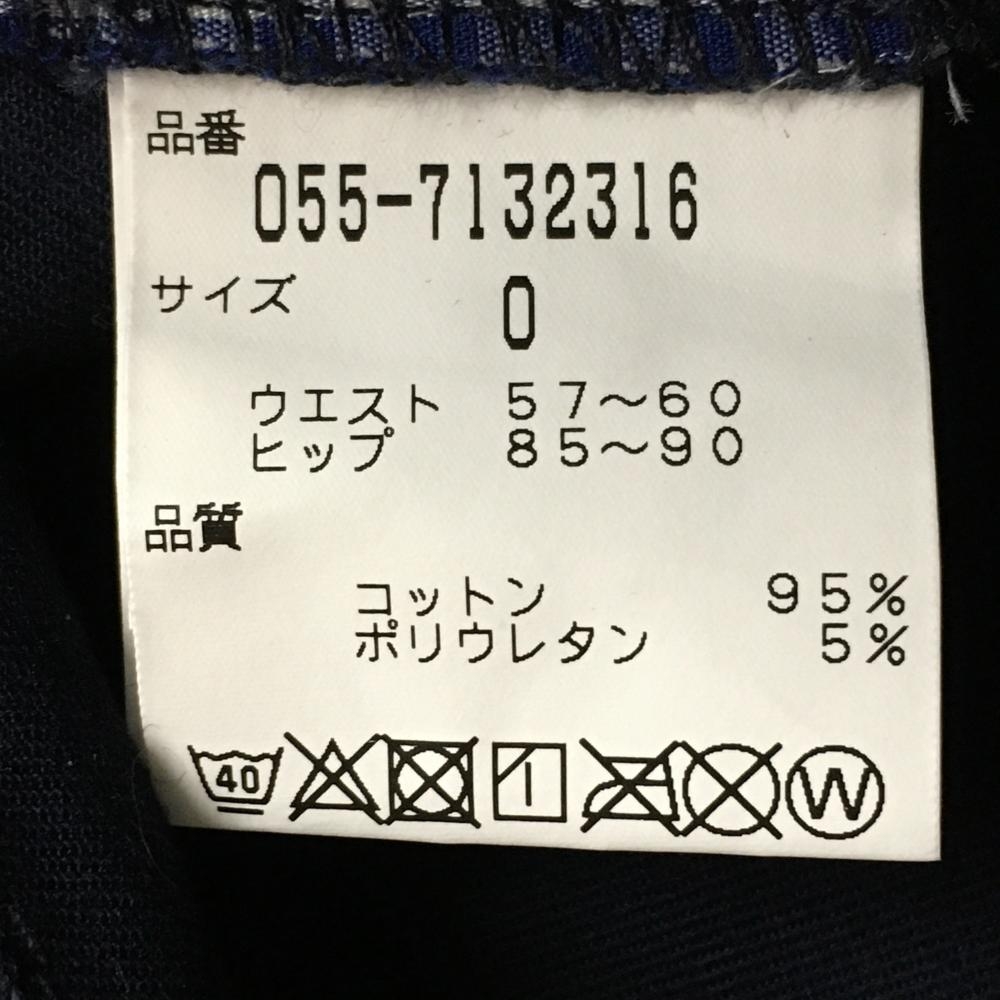 品番
055-7132316
サイズ 0
ウエスト 57～60
ヒップ 85～90
品質
コットン 95%
ポリウレタン 5%
40 W